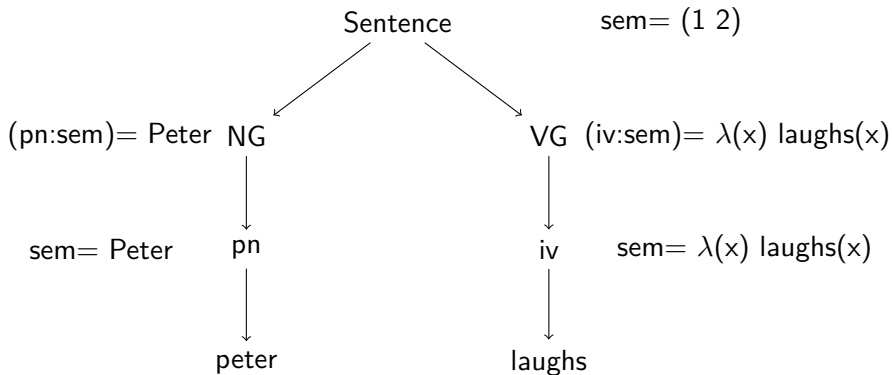 Sentence sem= (1 2)
(pn:sem)= Peter NG VG (iv:sem)= λ(x) laughs(x)
sem= Peter pn iv sem= λ(x) laughs(x)
peter laughs